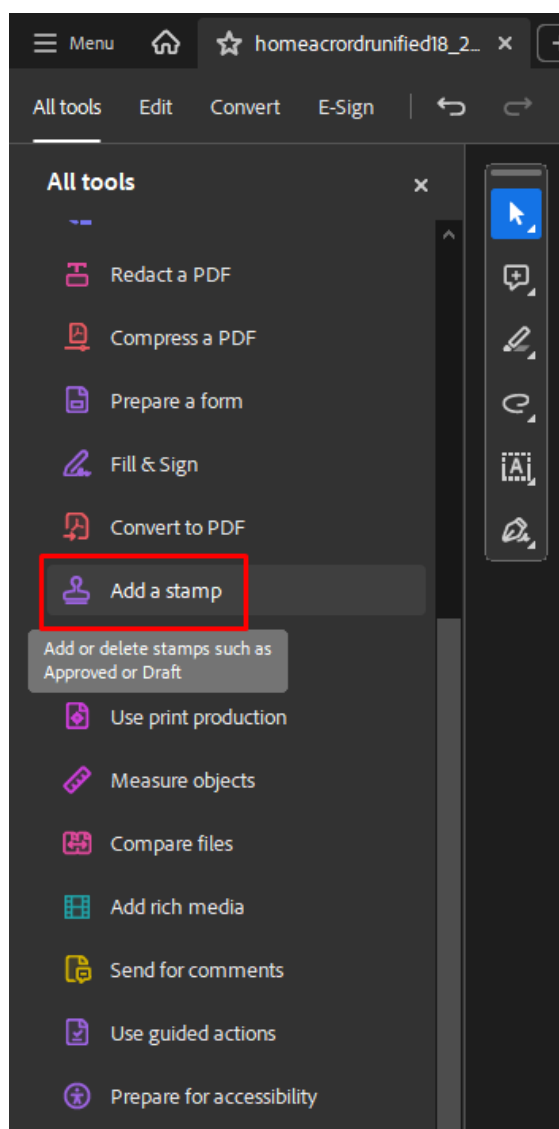 Menu homeacrordrunified18_2...
All tools Edit Convert E-Sign
All tools
Redact a PDF
Compress a PDF
Prepare a form
Fill & Sign
Convert to PDF
Add a stamp
Add or delete stamps such as
Approved or Draft
Use print production
Measure objects
Compare files
Add rich media
Send for comments
Use guided actions
Prepare for accessibility